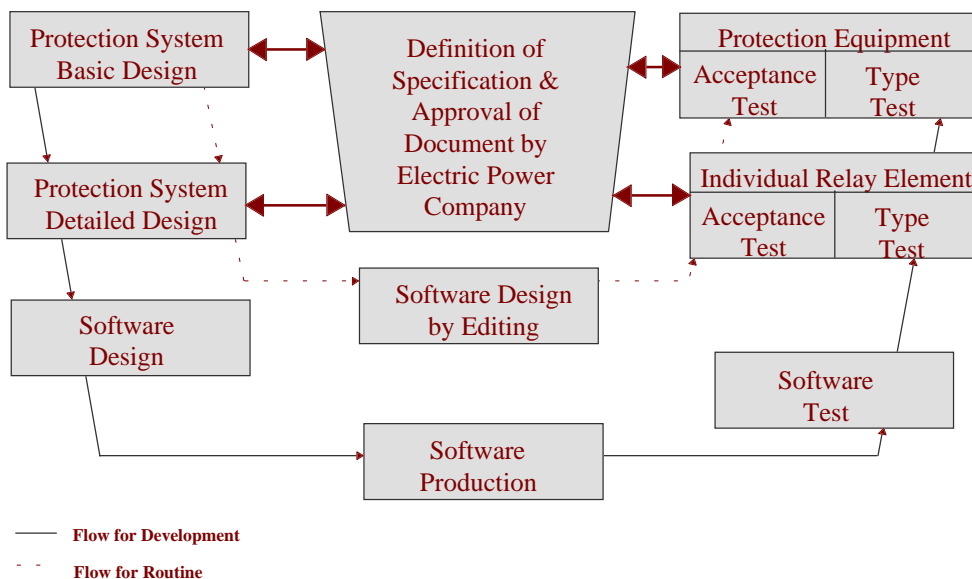 Protection System
Basic Design
Definition of
Specification &
Approval of
Document by
Electric Power
Company
Protection Equipment
Acceptance
Test
Type
Test
Protection System
Detailed Design
Individual Relay Element
Acceptance
Test
Type
Test
Software Design
by Editing
Software
Design
Software
Test
Software
Production
Flow for Development
Flow for Routine